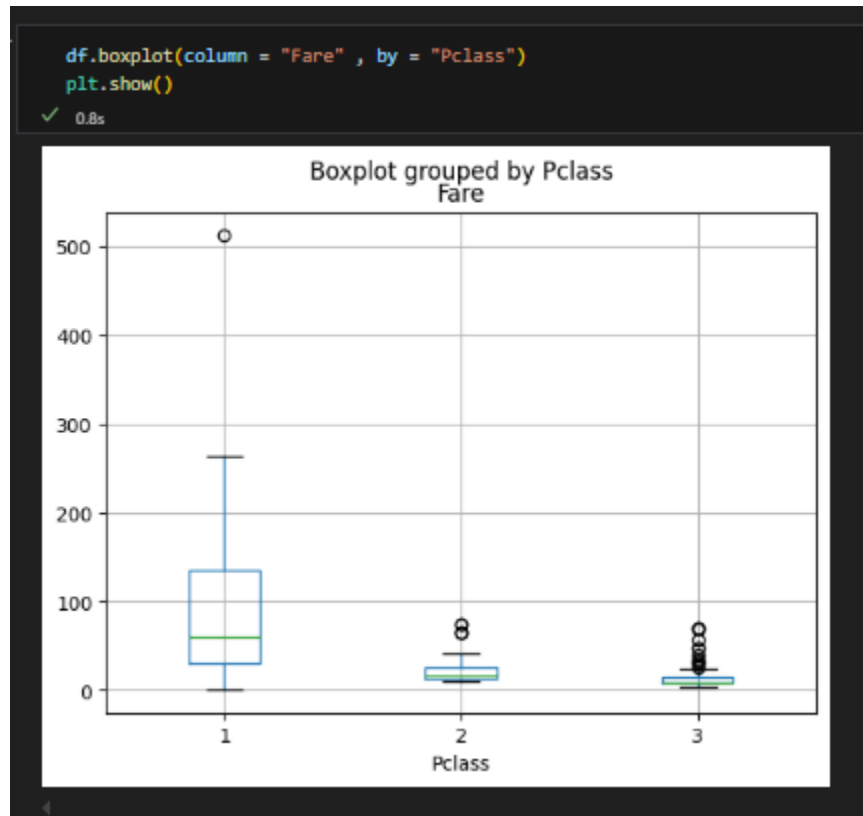 df.boxplot(column = "Fare" , by = "Pclass")
plt.show()
0.8s
Boxplot grouped by Pclass
Fare
500
400
300
200
100
0
1 2 3
Pclass